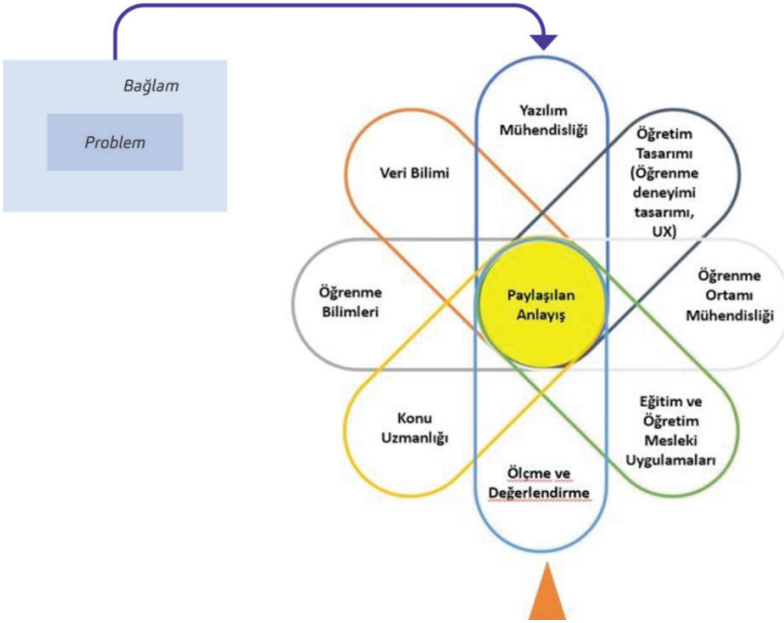 Bağlam
Problem
Yazılım
Mühendisliği
Öğretim
Tasarımı
(Öğrenme
deneyimi
tasarımı,
UX)
Veri Bilimi
Öğrenme
Bilimleri
Paylaşılan
Anlayış
Öğrenme
Ortamı
Mühendisliği
Konu
Uzmanlığı
Eğitim ve
Öğretim
Mesleki
Uygulamaları
Ölçme ve
Değerlendirme